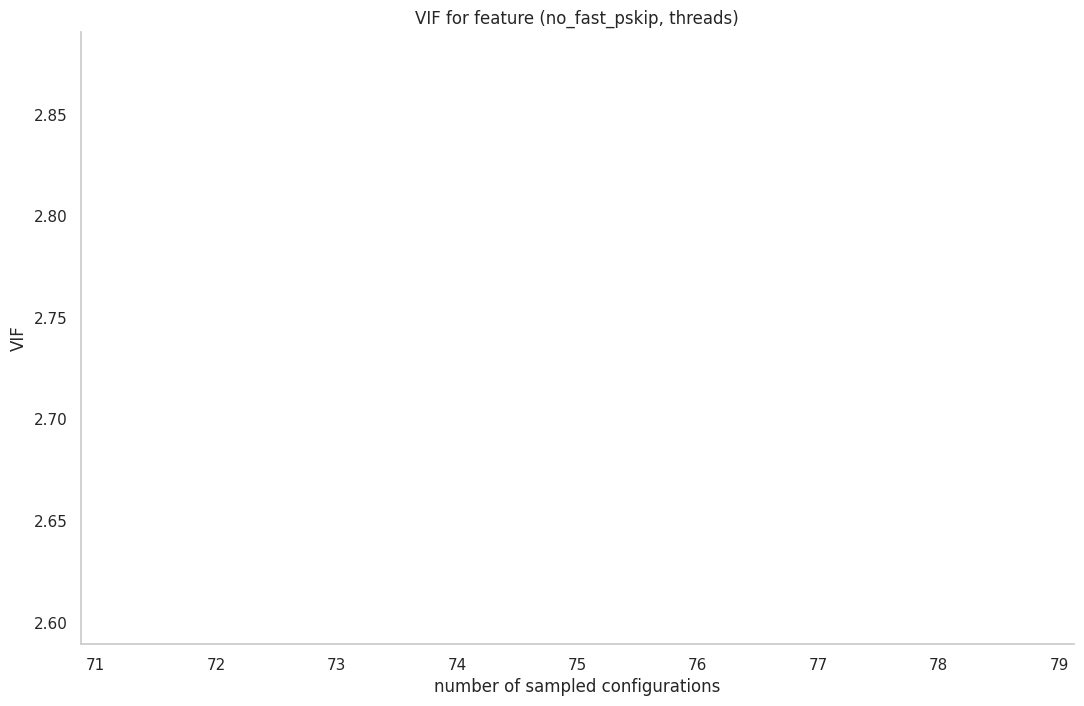 VIF for feature (no_fast_pskip, threads)
2.85
2.80
2.75
2.70
2.65
2.60
VIF
71 72 73 74 75 76 77 78 79
number of sampled configurations